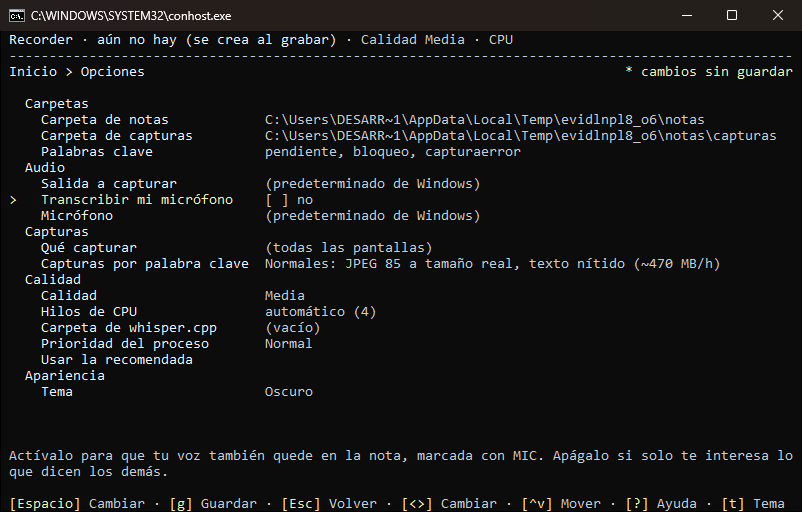 C:\WINDOWS\SYSTEM32\conhost.exe
Recorder · aún no hay (se crea al grabar) · Calidad Media · CPU
Inicio > Opciones * cambios sin guardar
Carpetas
Carpeta de notas C:\Users\DESARR~1\AppData\Local\Temp\evidlnpl8_o6\notas
Carpeta de capturas C:\Users\DESARR~1\AppData\Local\Temp\evidlnpl8_o6\notas\capturas
Palabras clave pendiente, bloqueo, capturaerror
Audio
Salida a capturar (predeterminado de Windows)
> Transcribir mi micrófono [ ] no
Micrófono (predeterminado de Windows)
Capturas
Qué capturar (todas las pantallas)
Capturas por palabra clave Normales: JPEG 85 a tamaño real, texto nítido (~470 MB/h)
Calidad
Calidad Media
Hilos de CPU automático (4)
Carpeta de whisper.cpp (vacío)
Prioridad del proceso Normal
Usar la recomendada
Apariencia
Tema Oscuro
Actívalo para que tu voz también quede en la nota, marcada con MIC. Apágalo si solo te interesa lo
que dicen los demás.
[Espacio] Cambiar · [g] Guardar · [Esc] Volver · [<>] Cambiar · [^v] Mover · [?] Ayuda · [t] Tema